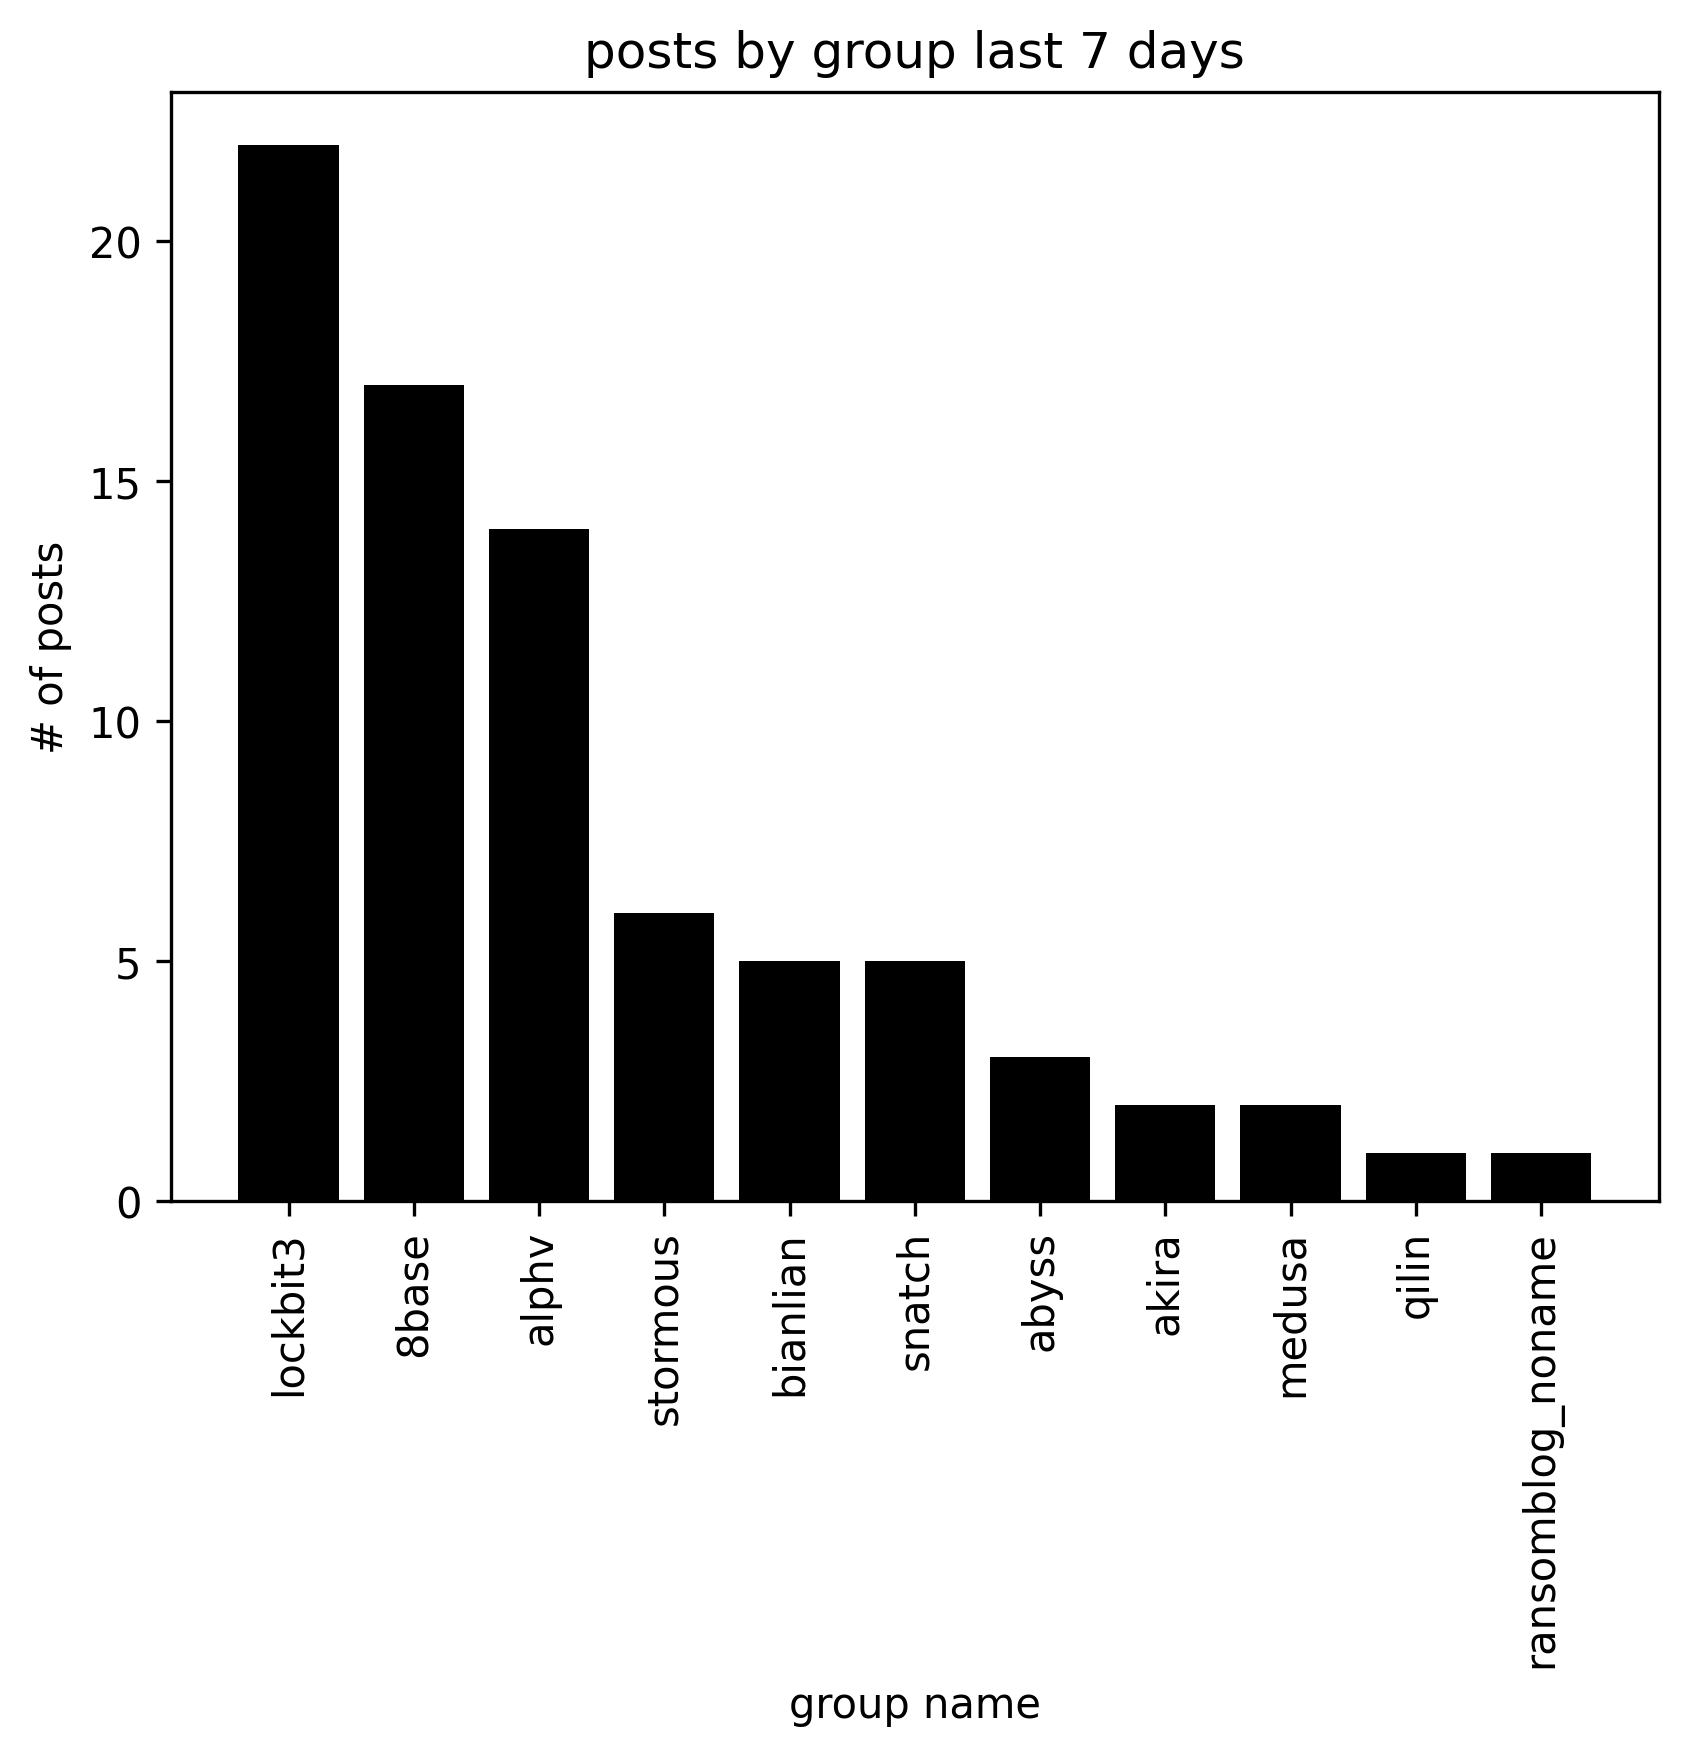 posts by group last 7 days
# of posts
20
15
10
5
0
lockbit3
8base
alphv
stormous
bianlian
snatch
abyss
akira
medusa
qilin
ransomblog_noname
group name